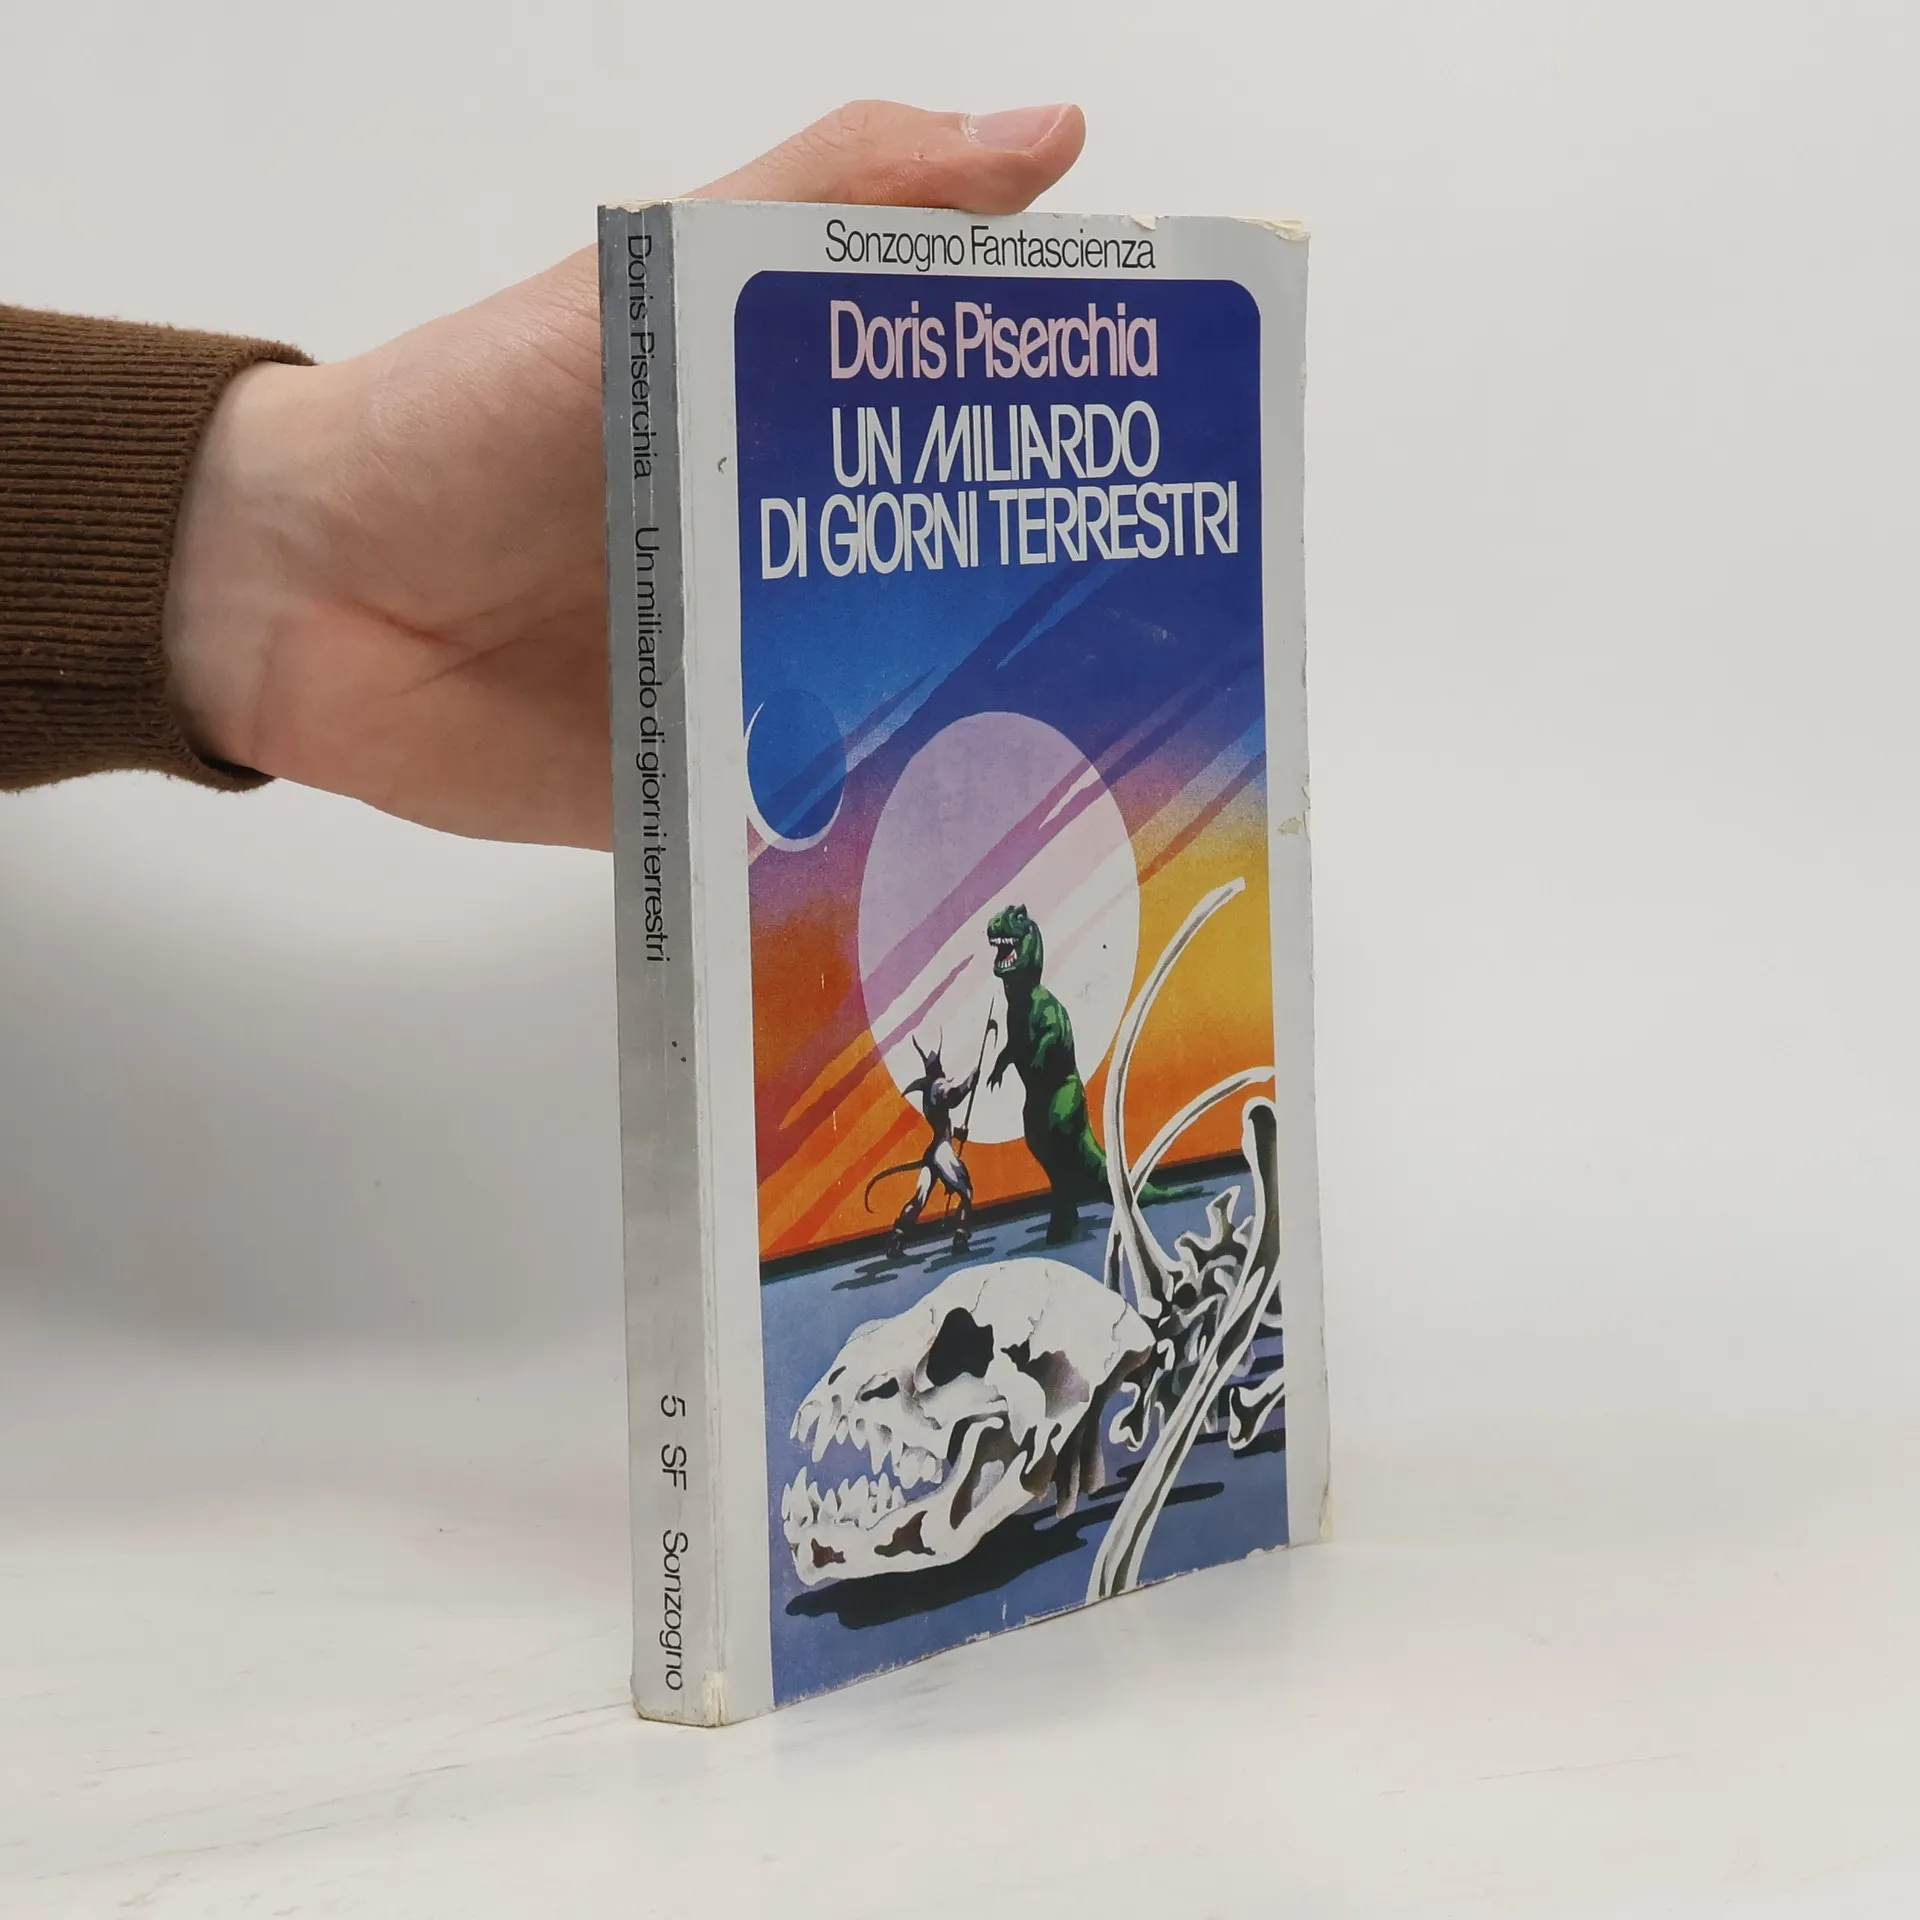 Sonzogno Fantascienza
Doris Piserchia
UN MILIARDO
DI GIORNI TERRESTRI
Doris Piserchia Un miliardo di giorni terrestri 5 SF Sonzogno